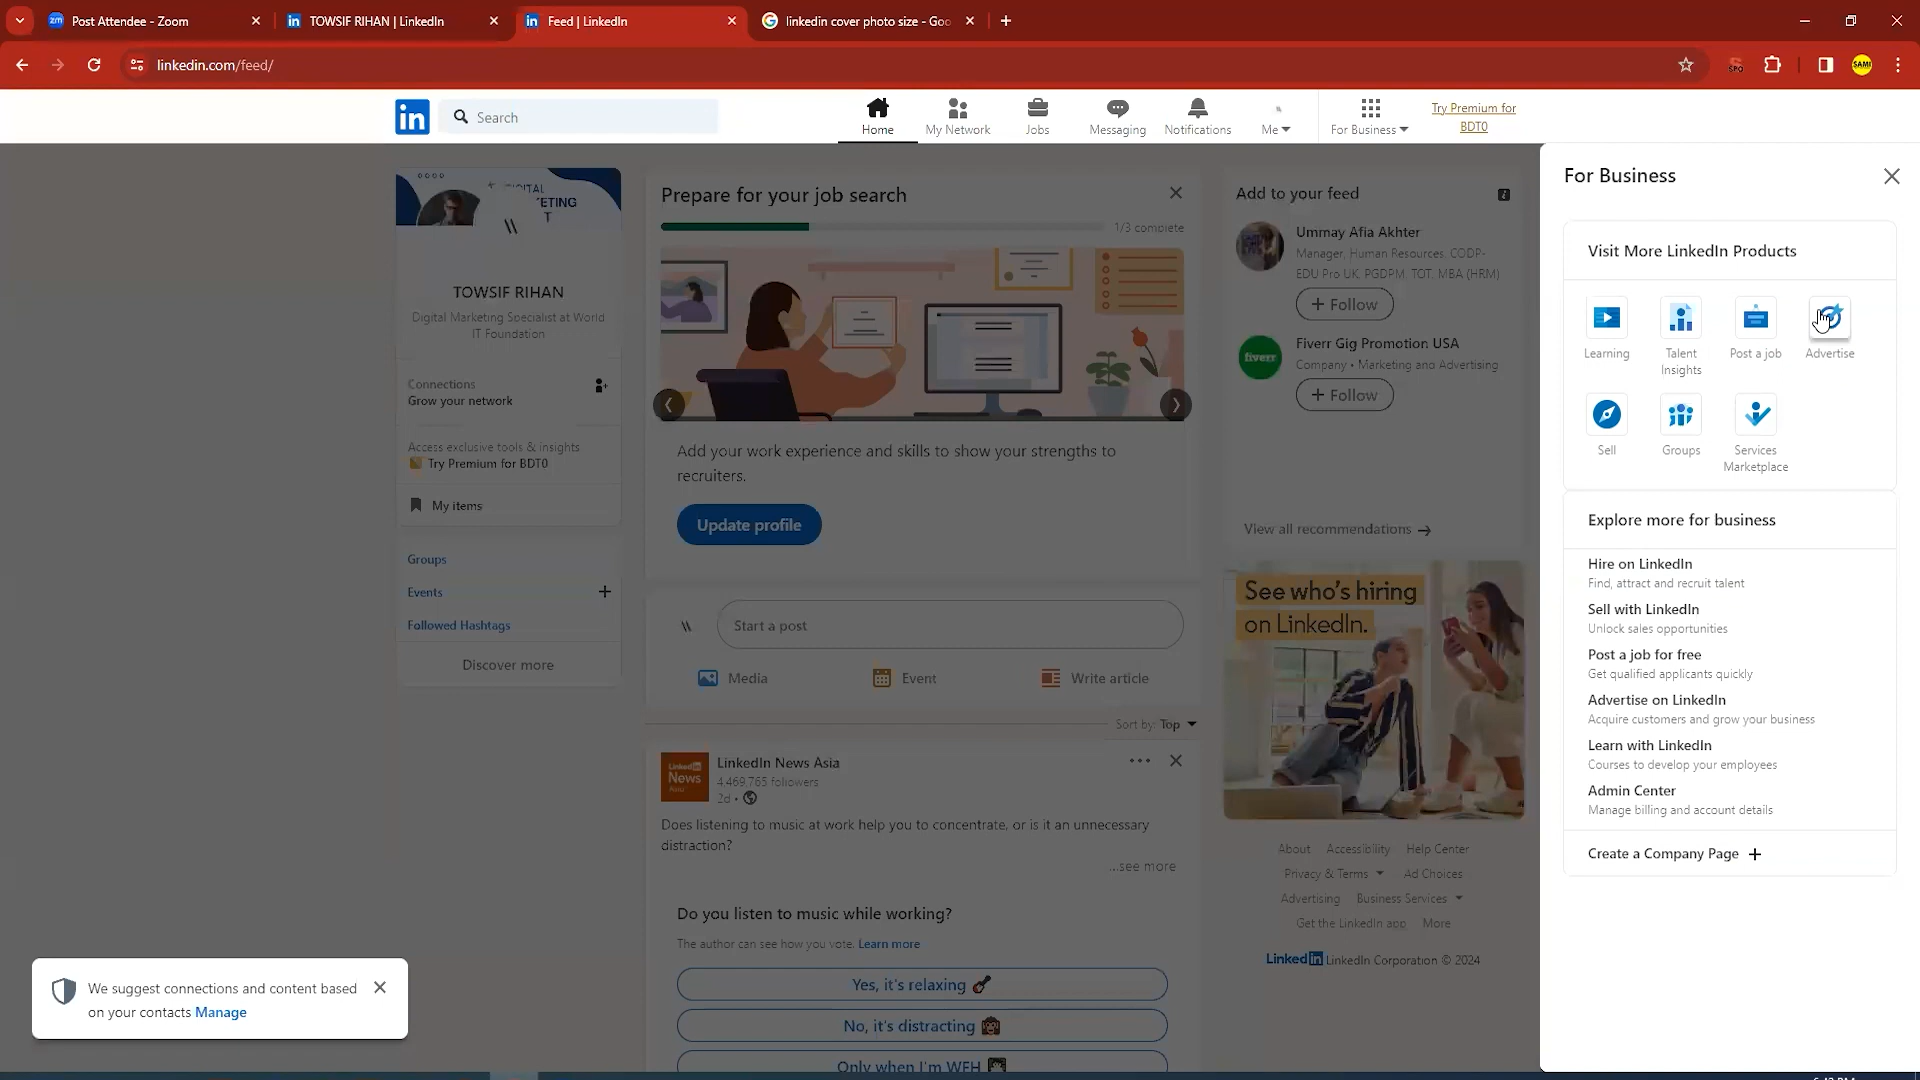 Post Attendee - Zoom
TOWSIF RIHAN | LinkedIn
Feed | LinkedIn
linkedin cover photo size - Goo
linkedin.com/feed/
SAMI
in
Search
Home
My Network
Jobs
Messaging
Notifications
Me
For Business
Try Premium for
BDT0
TOWSIF RIHAN
Digital Marketing Specialist at World
IT Foundation
Connections
Grow your network
Access exclusive tools & insights
Try Premium for BDT0
My items
Groups
Events
Followed Hashtags
Discover more
Prepare for your job search
1/3 complete
Add your work experience and skills to show your strengths to
recruiters.
Update profile
Start a post
Media
Event
Write article
Sort by: Top
LinkedIn News Asia
4,469,765 followers
2d •
Does listening to music at work help you to concentrate, or is it an unnecessary
distraction?
...see more
Do you listen to music while working?
The author can see how you vote. Learn more
Yes, it's relaxing
No, it's distracting
Only when I'm WFH
Add to your feed
Ummay Afia Akhter
Manager, Human Resources. CODP-
EDU Pro UK, PGDPM, TOT, MBA (HRM)
+ Follow
fiverr
Fiverr Gig Promotion USA
Company • Marketing and Advertising
+ Follow
View all recommendations
See who's hiring
on LinkedIn.
About Accessibility Help Center
Privacy & Terms Ad Choices
Advertising Business Services
Get the LinkedIn app More
LinkedIn LinkedIn Corporation © 2024
For Business
Visit More LinkedIn Products
Learning
Talent
Insights
Post a job
Advertise
Sell
Groups
Services
Marketplace
Explore more for business
Hire on LinkedIn
Find, attract and recruit talent
Sell with LinkedIn
Unlock sales opportunities
Post a job for free
Get qualified applicants quickly
Advertise on LinkedIn
Acquire customers and grow your business
Learn with LinkedIn
Courses to develop your employees
Admin Center
Manage billing and account details
Create a Company Page +
We suggest connections and content based
on your contacts Manage